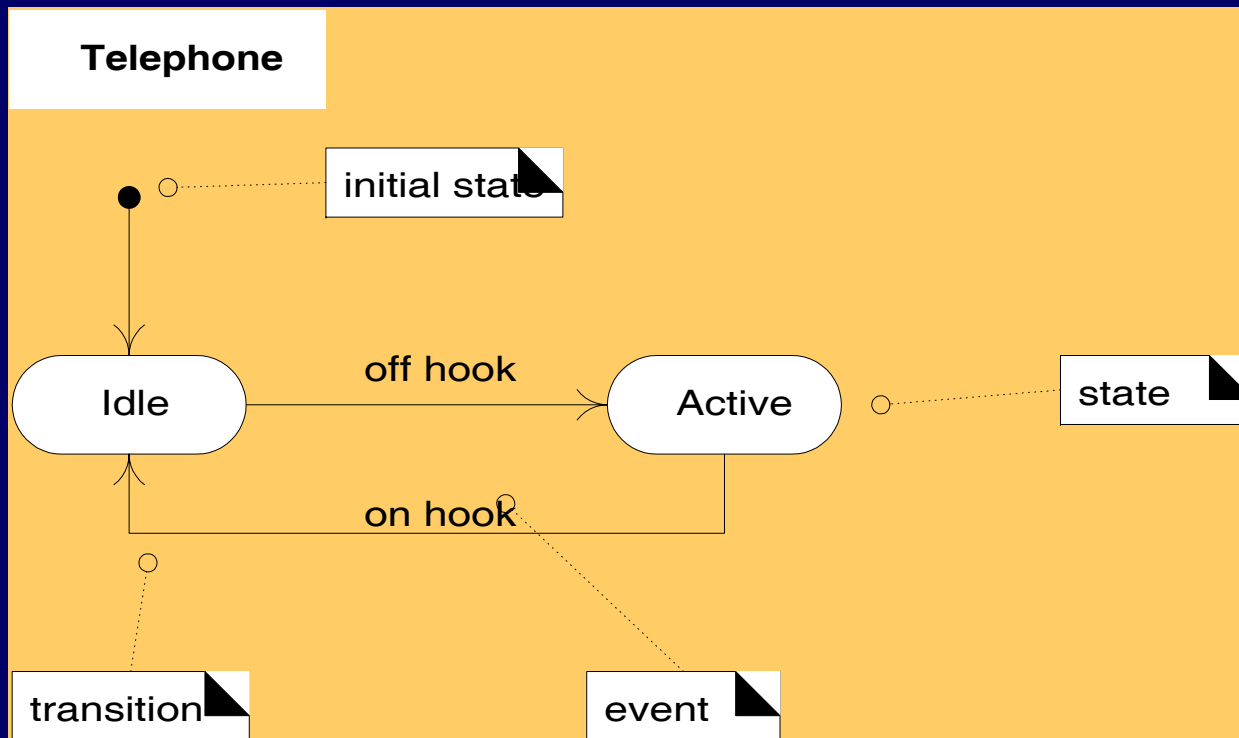 Telephone
initial state
off hook
Idle
Active
state
on hook
transition
event